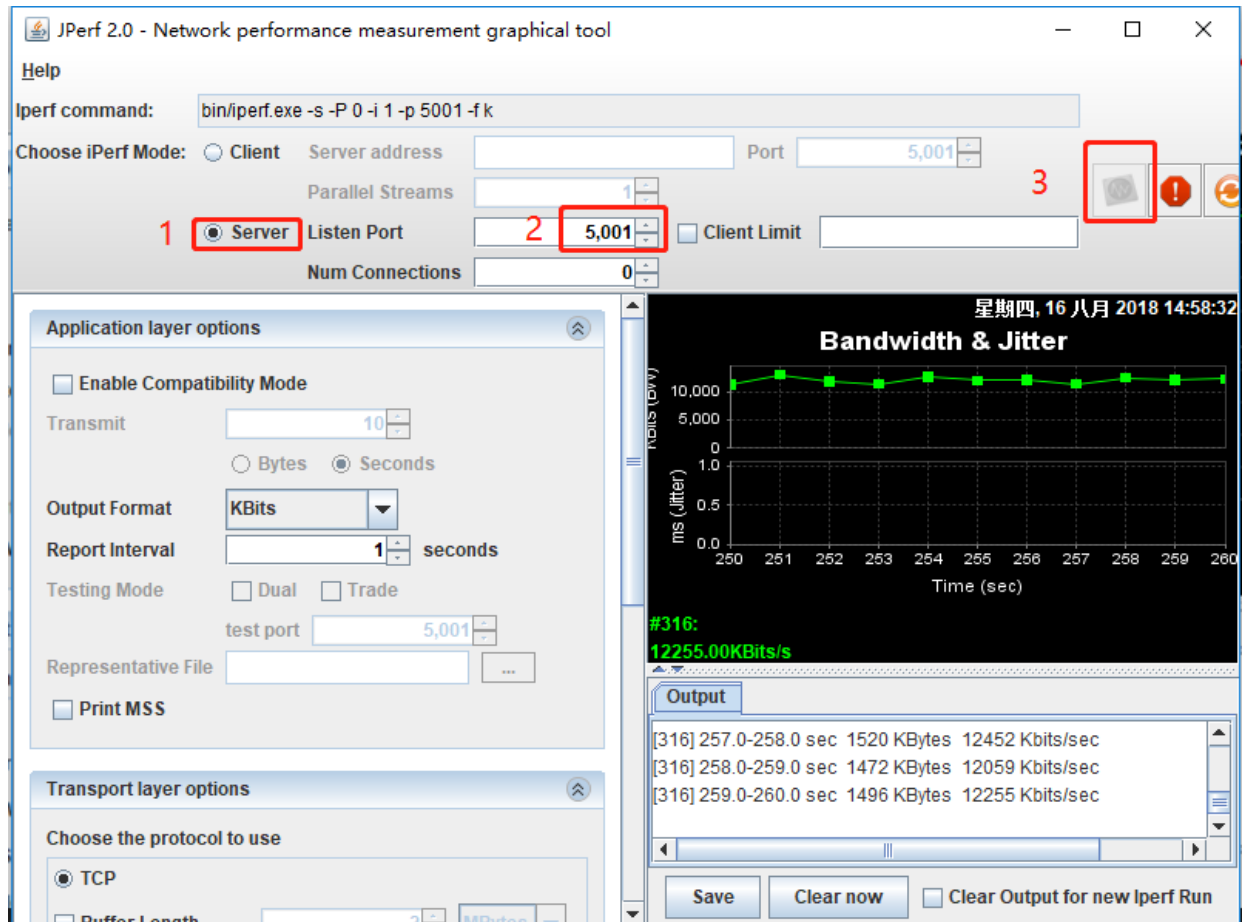 JPerf 2.0 - Network performance measurement graphical tool
Help
Iperf command: bin/iperf.exe -s -P 0 -i 1 -p 5001 -f k
Choose iPerf Mode: Client Server address Port 5,001
Parallel Streams 1
3
1 Server Listen Port 2 5,001 Client Limit
Num Connections 0
Application layer options
Enable Compatibility Mode
Transmit 10
Bytes Seconds
Output Format KBits
Report Interval 1 seconds
Testing Mode Dual Trade
test port 5,001
Representative File ...
Print MSS
Transport layer options
Choose the protocol to use
TCP
Buffer Length 2 MBytes
星期四, 16 八月 2018 14:58:32
Bandwidth & Jitter
KBits (BW)
10,000
5,000
0
ms (Jitter)
1.0
0.5
0.0
250 251 252 253 254 255 256 257 258 259 260
Time (sec)
#316:
12255.00KBits/s
Output
[316] 257.0-258.0 sec 1520 KBytes 12452 Kbits/sec
[316] 258.0-259.0 sec 1472 KBytes 12059 Kbits/sec
[316] 259.0-260.0 sec 1496 KBytes 12255 Kbits/sec
Save Clear now Clear Output for new Iperf Run